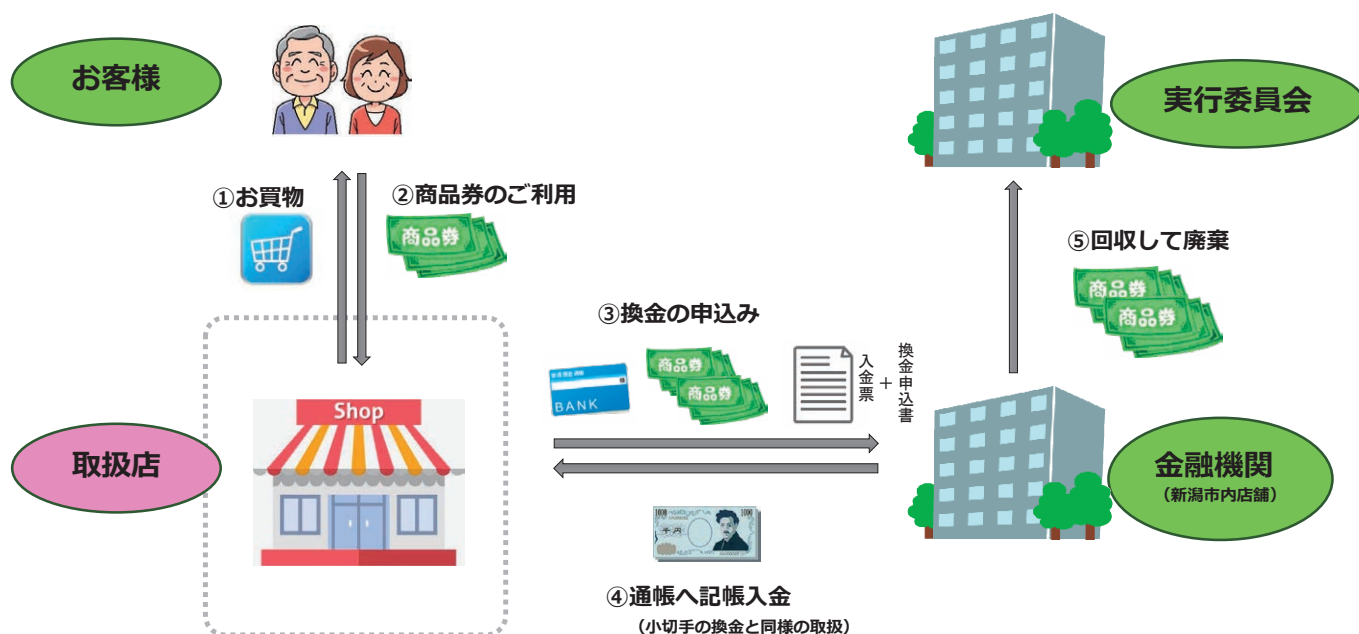 お客様
実行委員会
①お買物
②商品券のご利用
商品券
⑤回収して廃棄
商品券
商品券
③換金の申込み
BANK
商品券
商品券
入金票
+
換金申込書
Shop
取扱店
金融機関
(新潟市内店舗)
1000
1000
千円
④通帳へ記帳入金
(小切手の換金と同様の取扱)